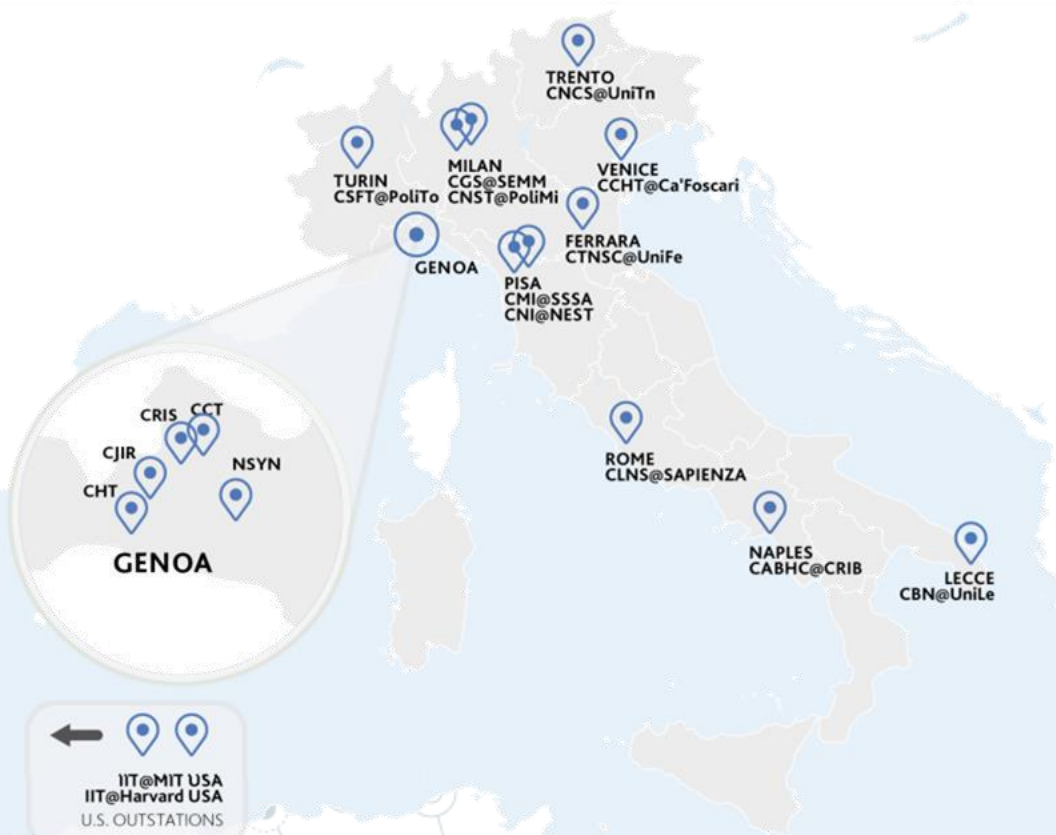 TRENTO
CNCS@UniTn
TURIN
CSFT@PoliTo
MILAN
CGS@SEMM
CNST@PoliMi
VENICE
CCHT@Ca'Foscari
FERRARA
CTNSC@UniFe
GENOA
PISA
CMI@SSSA
CNI@NEST
CRIS
CCT
CJIR
NSYN
CHT
GENOA
ROME
CLNS@SAPIENZA
NAPLES
CABHC@CRIB
LECCE
CBN@UniLe
IIT@MIT USA
IIT@Harvard USA
U.S. OUTSTATIONS